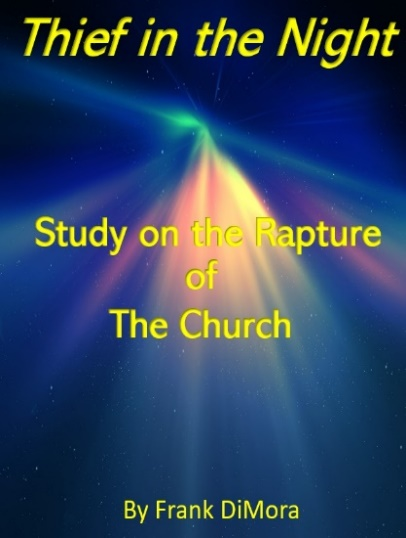 Thief in the Night
Study on the Rapture
of
The Church
By Frank DiMora